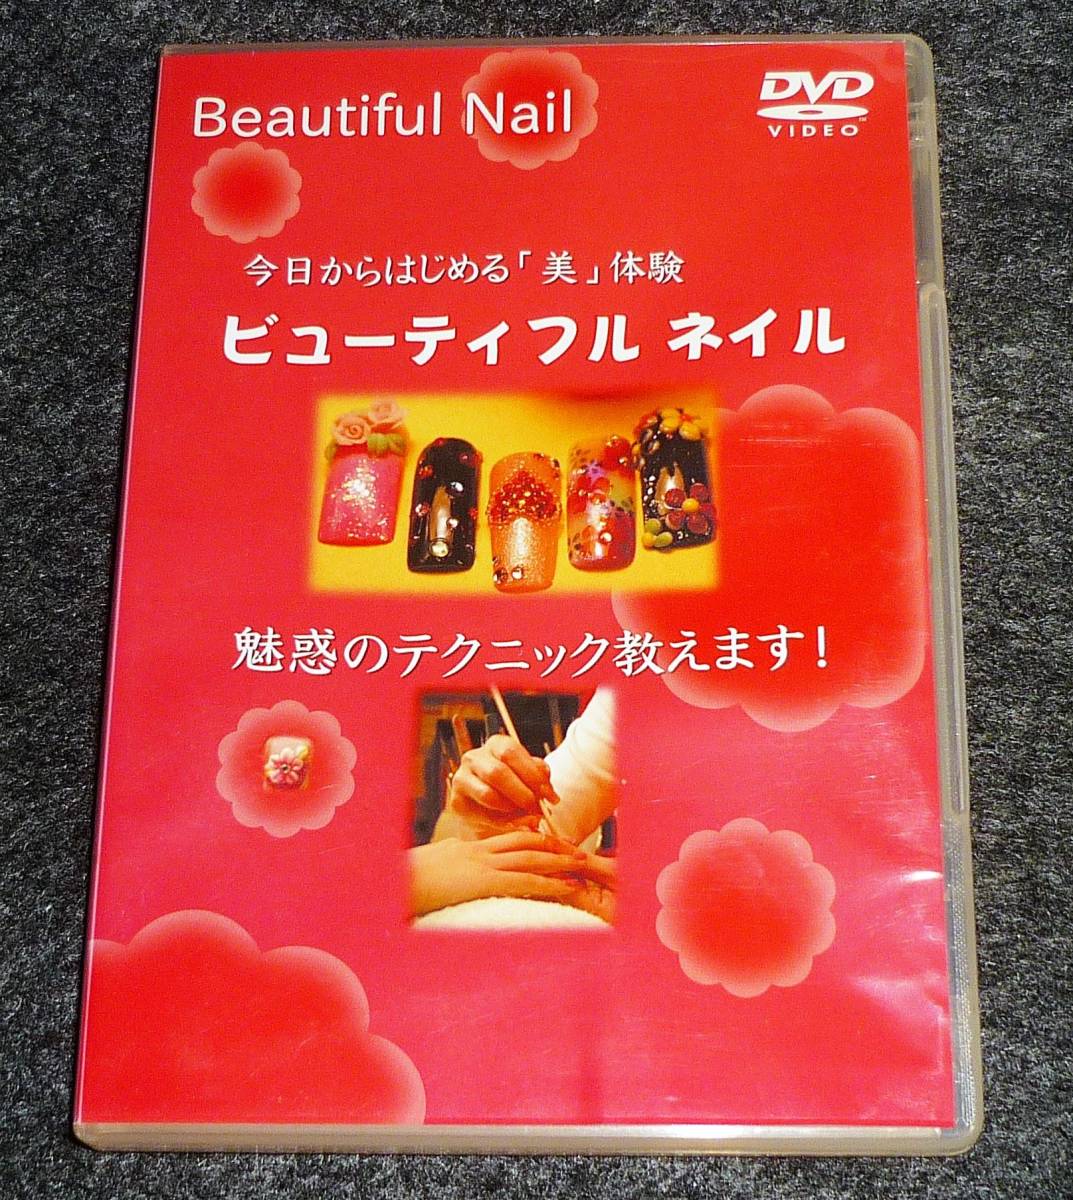 Beautiful Nail
DVD
VIDEO
TM
今日からはじめる「美」体験
ビューティフル ネイル
魅惑のテクニック教えます!